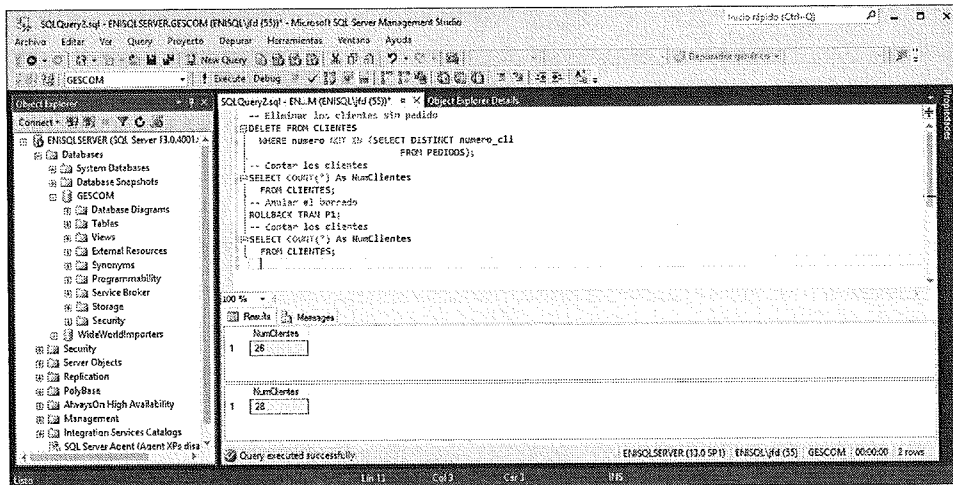 SQLQuery2.sql - ENISQLSERVER.GESCOM (ENISQL\jfd (55))* - Microsoft SQL Server Management Studio
Inicio rápido (Ctrl+Q)
Archivo Editar Ver Query Proyecto Depurar Herramientas Ventana Ayuda
New Query
GESCOM
Execute Debug
Object Explorer
Connect
ENISQLSERVER (SQL Server 13.0.4001.
Databases
System Databases
Database Snapshots
GESCOM
Database Diagrams
Tables
Views
External Resources
Synonyms
Programmability
Service Broker
Storage
Security
WideWorldImporters
Security
Server Objects
Replication
PolyBase
AlwaysOn High Availability
Management
Integration Services Catalogs
SQL Server Agent (Agent XPs disa
SQLQuery2.sql - EN...M (ENISQL\jfd (55))* Object Explorer Details
-- Eliminar los clientes sin pedido
DELETE FROM CLIENTES
WHERE numero NOT IN (SELECT DISTINCT numero_cli
FROM PEDIDOS);
-- Contar los clientes
SELECT COUNT(*) As NumClientes
FROM CLIENTES;
-- Anular el borrado
ROLLBACK TRAN P1;
-- Contar los clientes
SELECT COUNT(*) As NumClientes
FROM CLIENTES;
100 %
Results Messages
NumClientes
1 26
NumClientes
1 28
Query executed successfully
ENISQLSERVER (13.0 SP1) ENISQL\jfd (55) GESCOM 00:00:00 2 rows
Propiedades
Listo Lín 13 Col 3 Car 3 INS